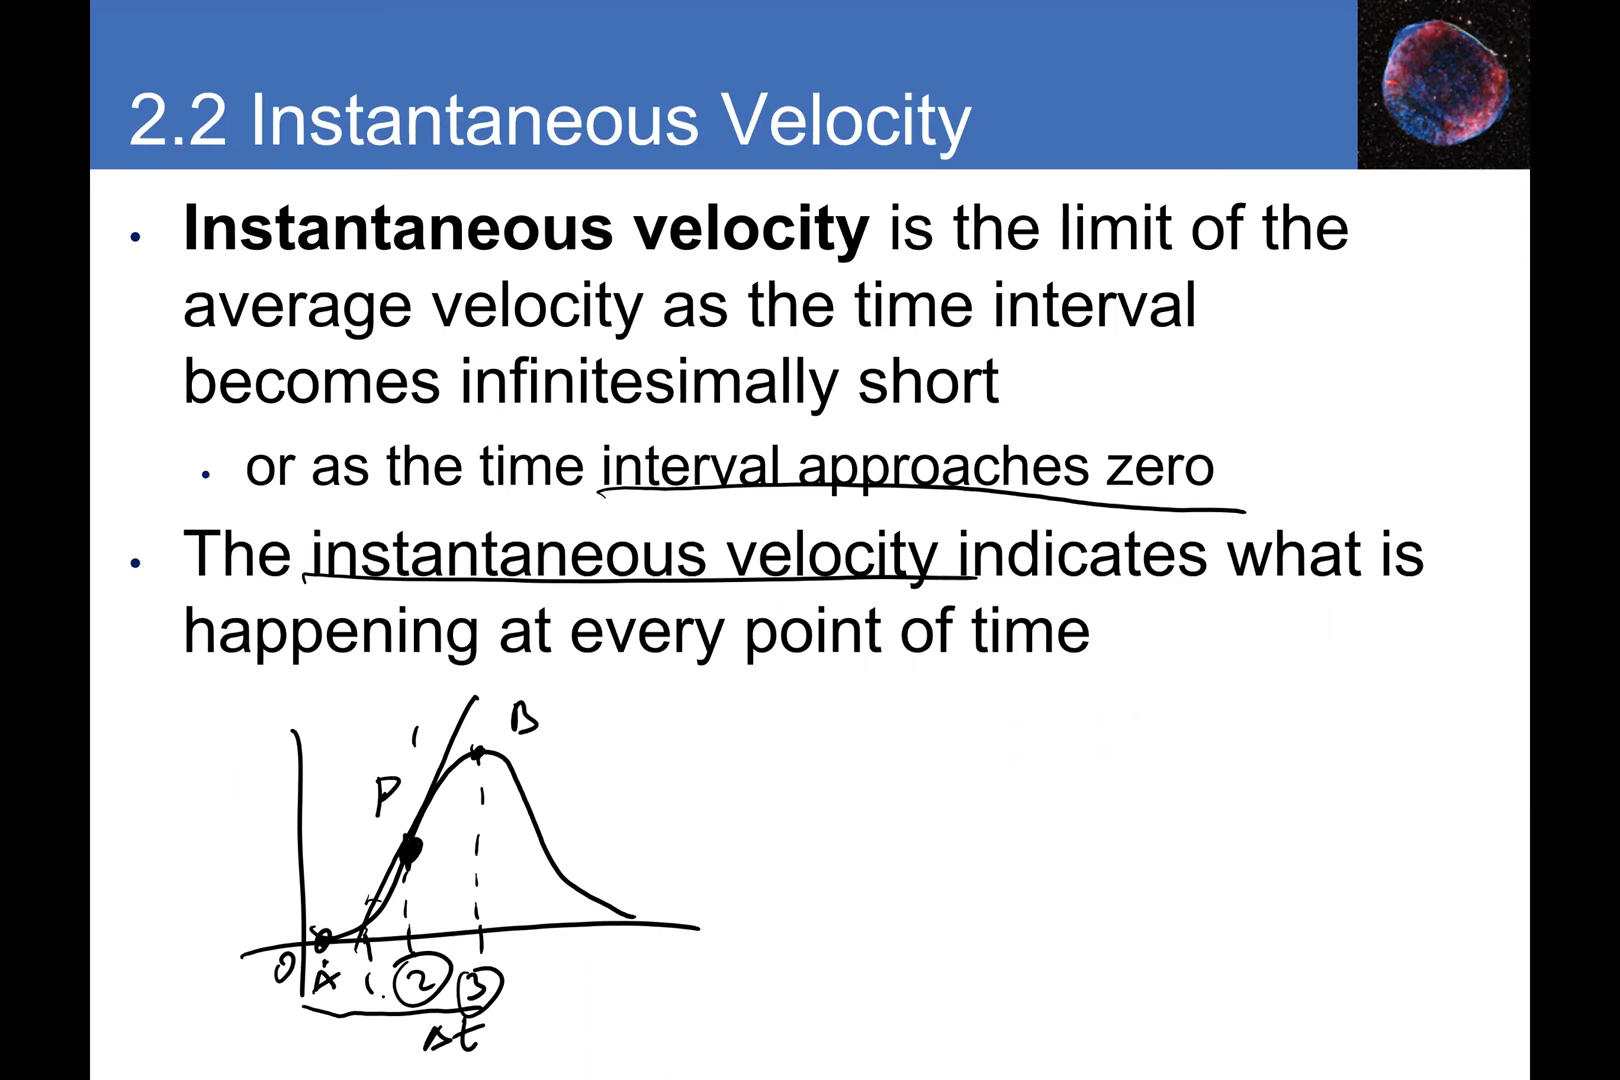 2.2 Instantaneous Velocity
• Instantaneous velocity is the limit of the
average velocity as the time interval
becomes infinitesimally short
• or as the time interval approaches zero
• The instantaneous velocity indicates what is
happening at every point of time
B
P
O A 1. 2 3
Δt